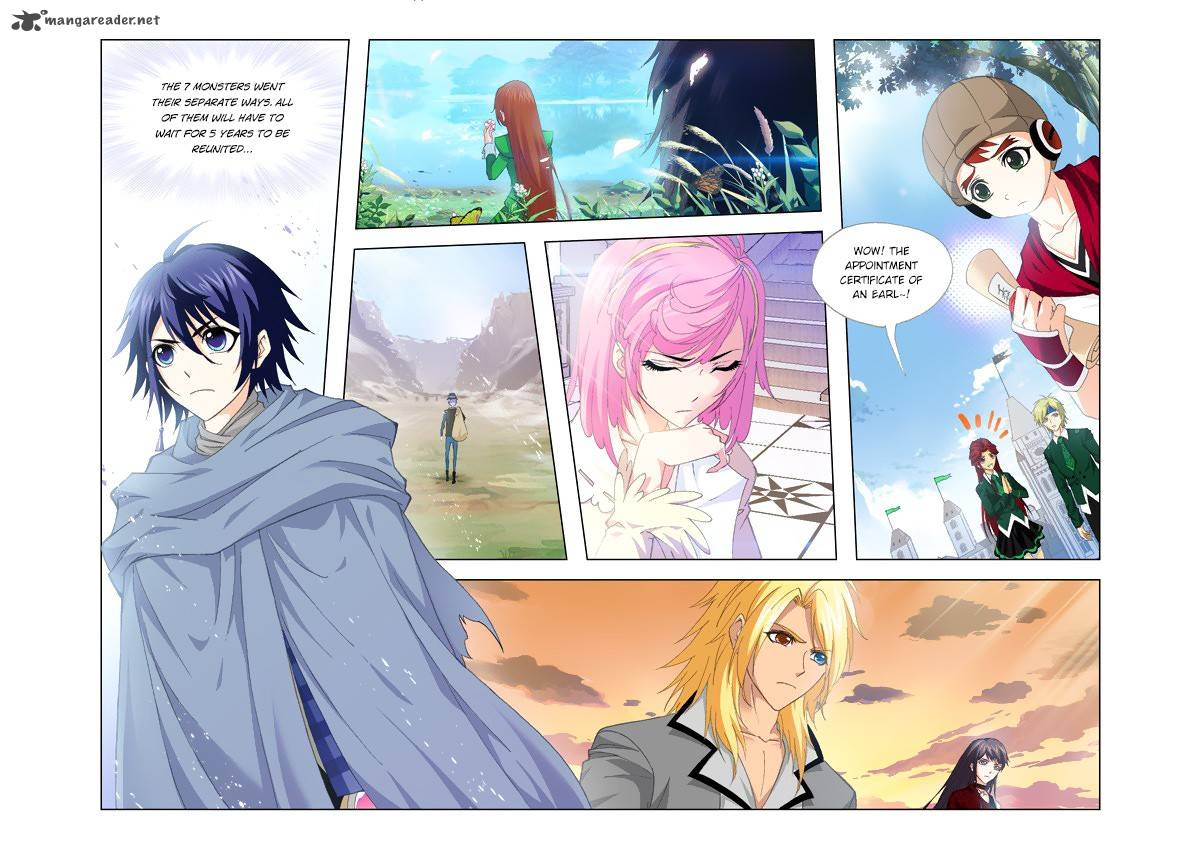 mangareader.net
THE 7 MONSTERS WENT
THEIR SEPARATE WAYS. ALL
OF THEM WILL HAVE TO
WAIT FOR 5 YEARS TO BE
REUNITED...
WOW! THE
APPOINTMENT
CERTIFICATE OF
AN EARL~!